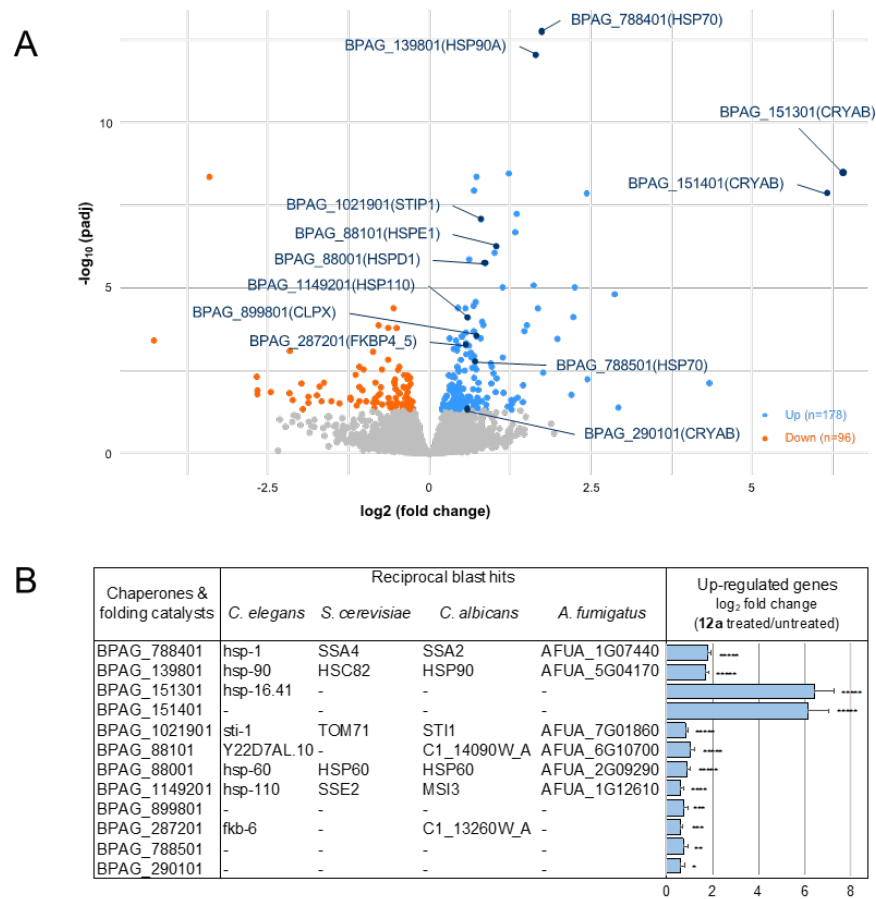 A
BPAG_788401(HSP70)
BPAG_139801(HSP90A)
BPAG_151301(CRYAB)
BPAG_151401(CRYAB)
BPAG_1021901(STIP1)
BPAG_88101(HSPE1)
BPAG_88001(HSPD1)
BPAG_1149201(HSP110)
BPAG_899801(CLPX)
BPAG_287201(FKBP4_5)
BPAG_788501(HSP70)
BPAG_290101(CRYAB)
10
5
0
-log10 (padj)
Up (n=178)
Down (n=96)
-2.5 0 2.5 5
log2 (fold change)
B
Chaperones & folding catalysts
Reciprocal blast hits
C. elegans S. cerevisiae C. albicans A. fumigatus
Up-regulated genes
log2 fold change
(12a treated/untreated)
BPAG_788401 hsp-1 SSA4 SSA2 AFUA_1G07440 *****
BPAG_139801 hsp-90 HSC82 HSP90 AFUA_5G04170 *****
BPAG_151301 hsp-16.41 - - - *****
BPAG_151401 - - - - *****
BPAG_1021901 sti-1 TOM71 STI1 AFUA_7G01860 *****
BPAG_88101 Y22D7AL.10 - C1_14090W_A AFUA_6G10700 *****
BPAG_88001 hsp-60 HSP60 HSP60 AFUA_2G09290 *****
BPAG_1149201 hsp-110 SSE2 MSI3 AFUA_1G12610 ****
BPAG_899801 - - - - ***
BPAG_287201 fkb-6 - C1_13260W_A - ***
BPAG_788501 - - - - **
BPAG_290101 - - - - *
0 2 4 6 8